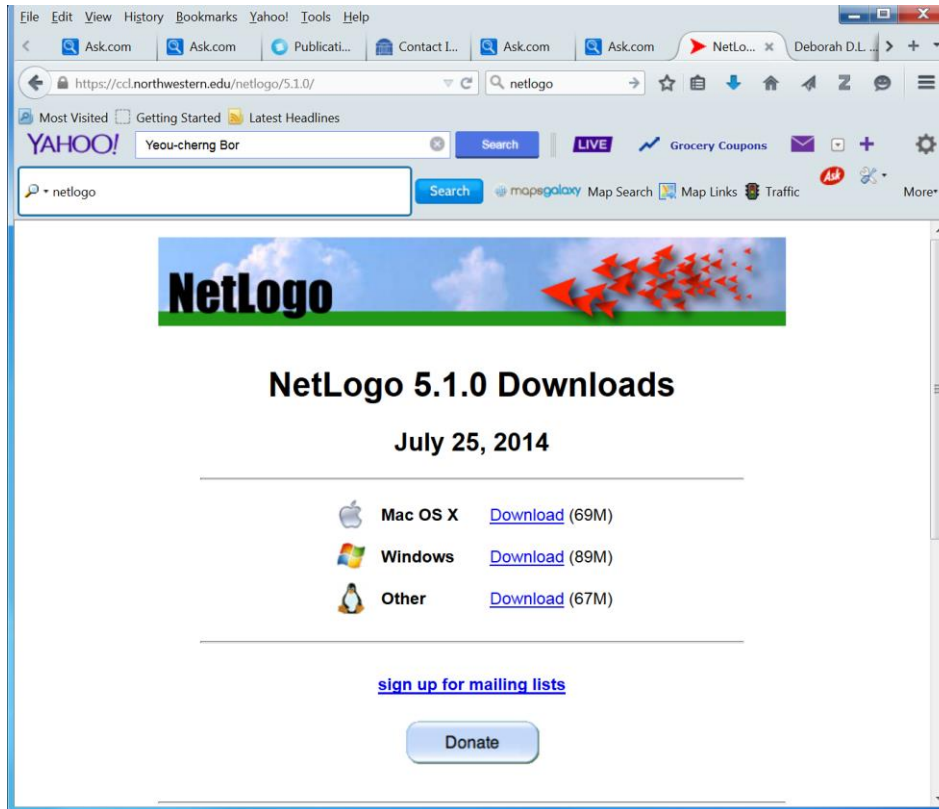 File Edit View History Bookmarks Yahoo! Tools Help
Ask.com Ask.com Publicati... Contact I... Ask.com Ask.com NetLo... Deborah D.L. ...
https://ccl.northwestern.edu/netlogo/5.1.0/ netlogo
Most Visited Getting Started Latest Headlines
YAHOO! Yeou-cherng Bor Search LIVE Grocery Coupons
netlogo Search mapsgalaxy Map Search Map Links Traffic Ask More
NetLogo
NetLogo 5.1.0 Downloads
July 25, 2014
Mac OS X Download (69M)
Windows Download (89M)
Other Download (67M)
sign up for mailing lists
Donate